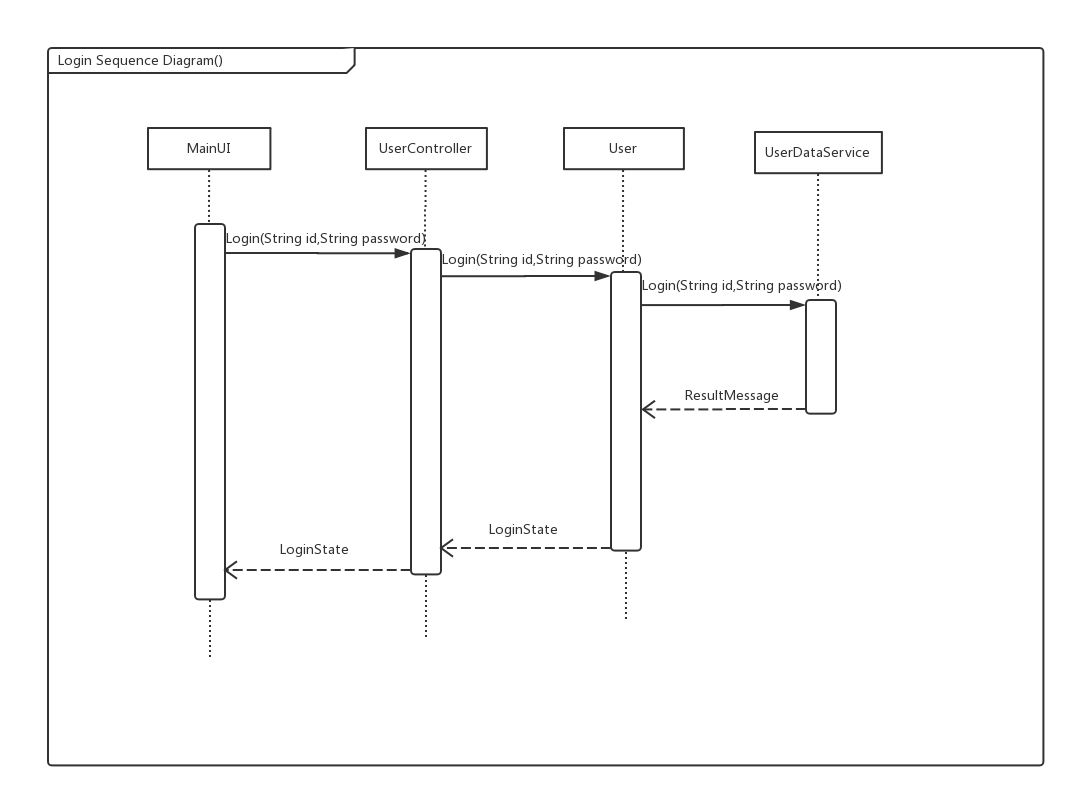 Login Sequence Diagram()
MainUI
UserController
User
UserDataService
Login(String id,String password)
Login(String id,String password)
Login(String id,String password)
ResultMessage
LoginState
LoginState